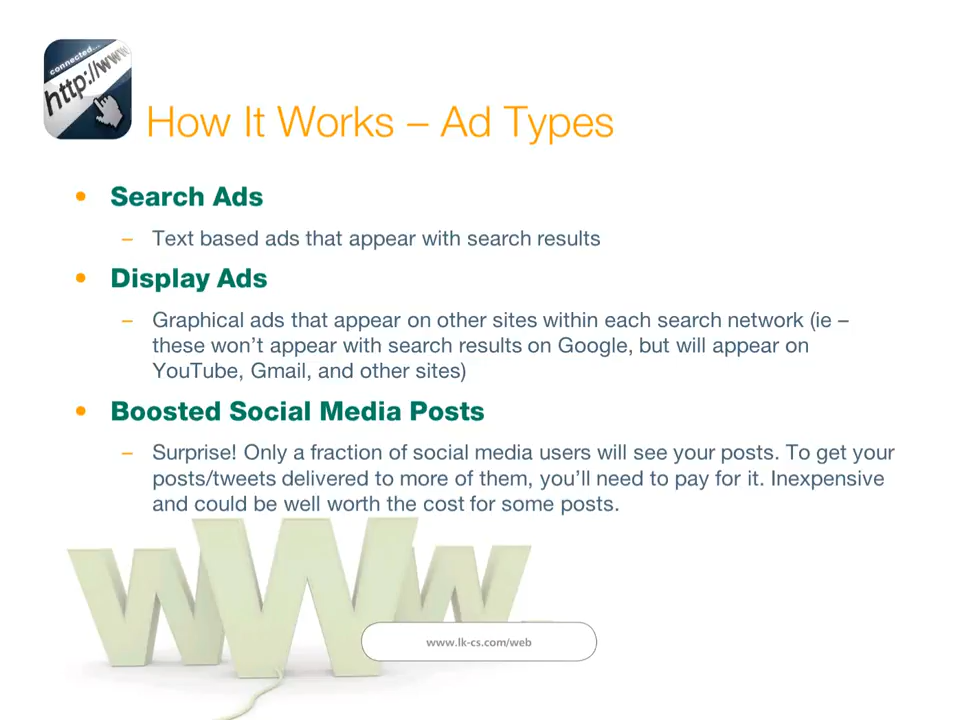 connected...
http://www.
How It Works – Ad Types
• Search Ads
– Text based ads that appear with search results
• Display Ads
– Graphical ads that appear on other sites within each search network (ie –
these won’t appear with search results on Google, but will appear on
YouTube, Gmail, and other sites)
• Boosted Social Media Posts
– Surprise! Only a fraction of social media users will see your posts. To get your
posts/tweets delivered to more of them, you’ll need to pay for it. Inexpensive
and could be well worth the cost for some posts.
WWW
www.lk-cs.com/web